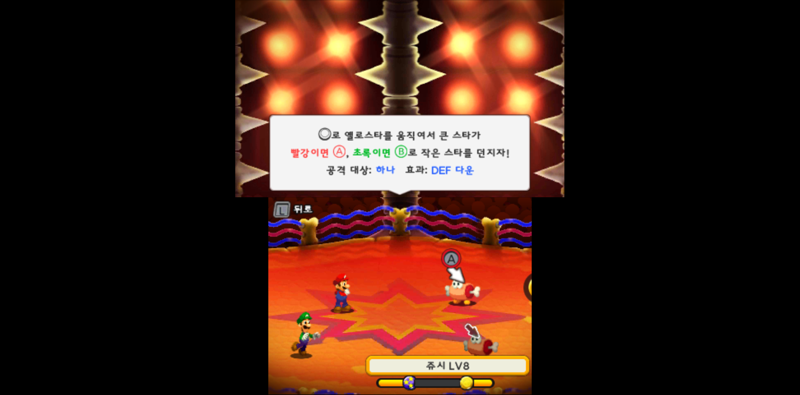 로 옐로스타를 움직여서 큰 스타가
빨강이면 Ⓐ, 초록이면 Ⓑ로 작은 스타를 던지자!
공격 대상: 하나 효과: DEF 다운
L 뒤로
A
쥬시 LV8